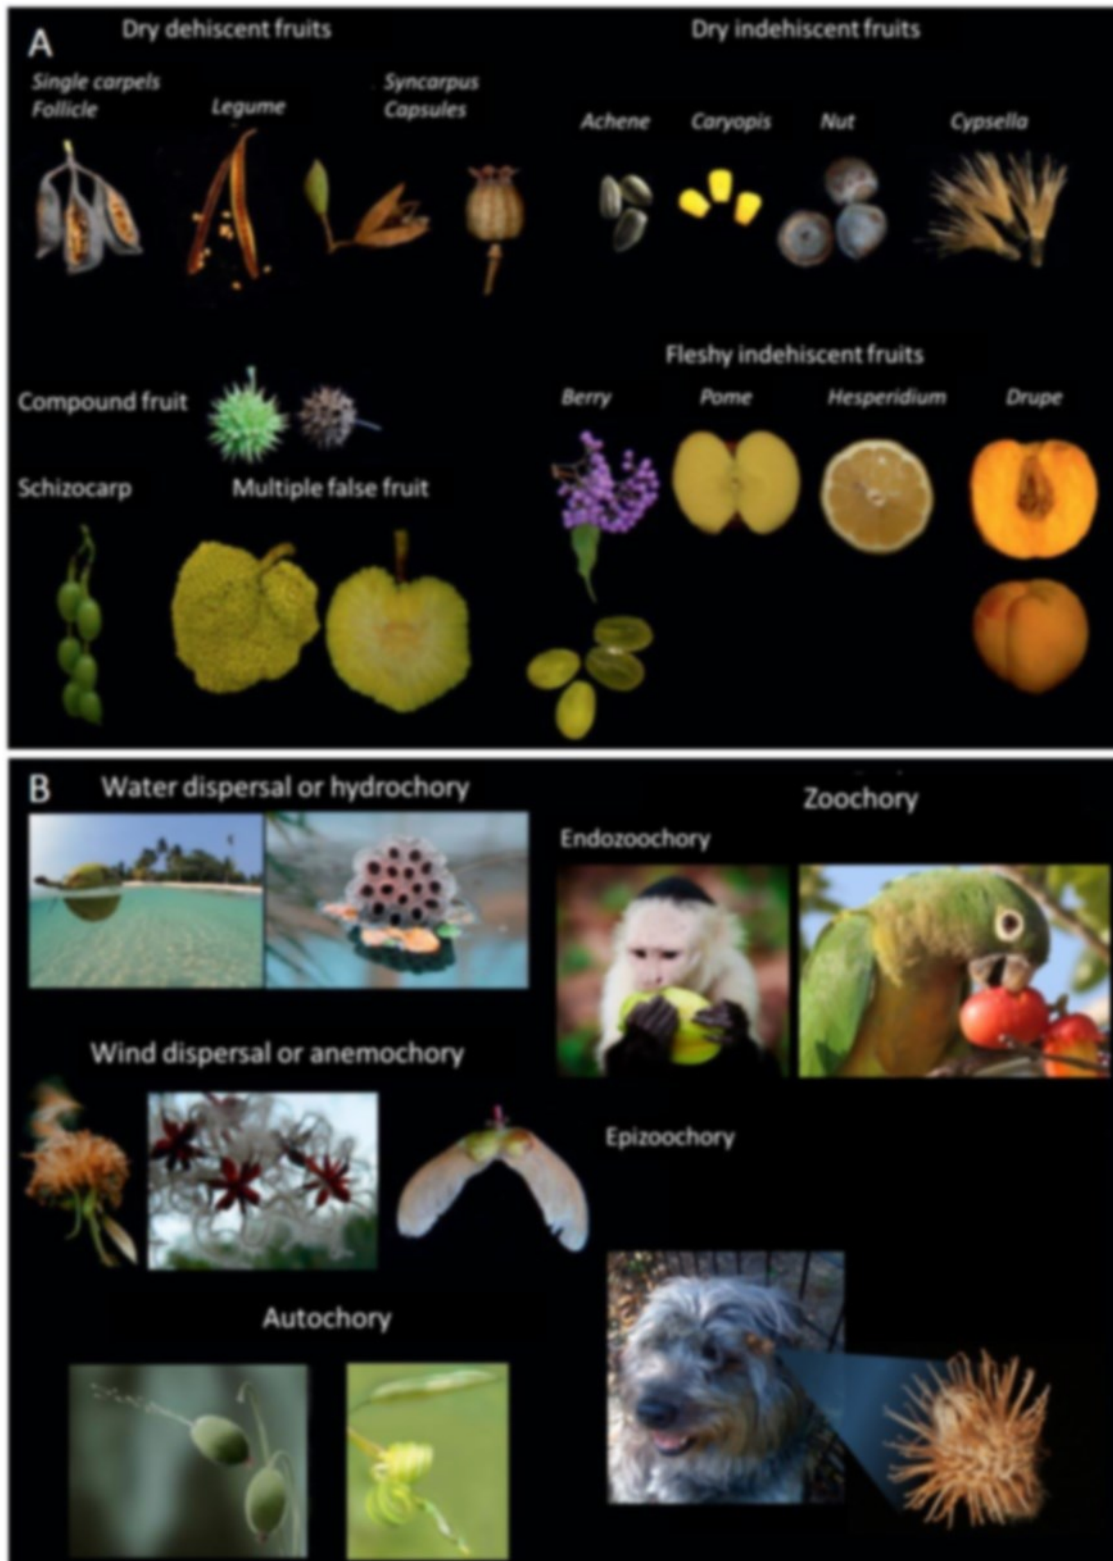 A
Dry dehiscent fruits
Dry indehiscent fruits
Single carpels
Follicle
Legume
Syncarpus
Capsules
Achene
Caryopis
Nut
Cypsella
Compound fruit
Fleshy indehiscent fruits
Berry
Pome
Hesperidium
Drupe
Schizocarp
Multiple false fruit
B
Water dispersal or hydrochory
Zoochory
Endozoochory
Wind dispersal or anemochory
Epizoochory
Autochory